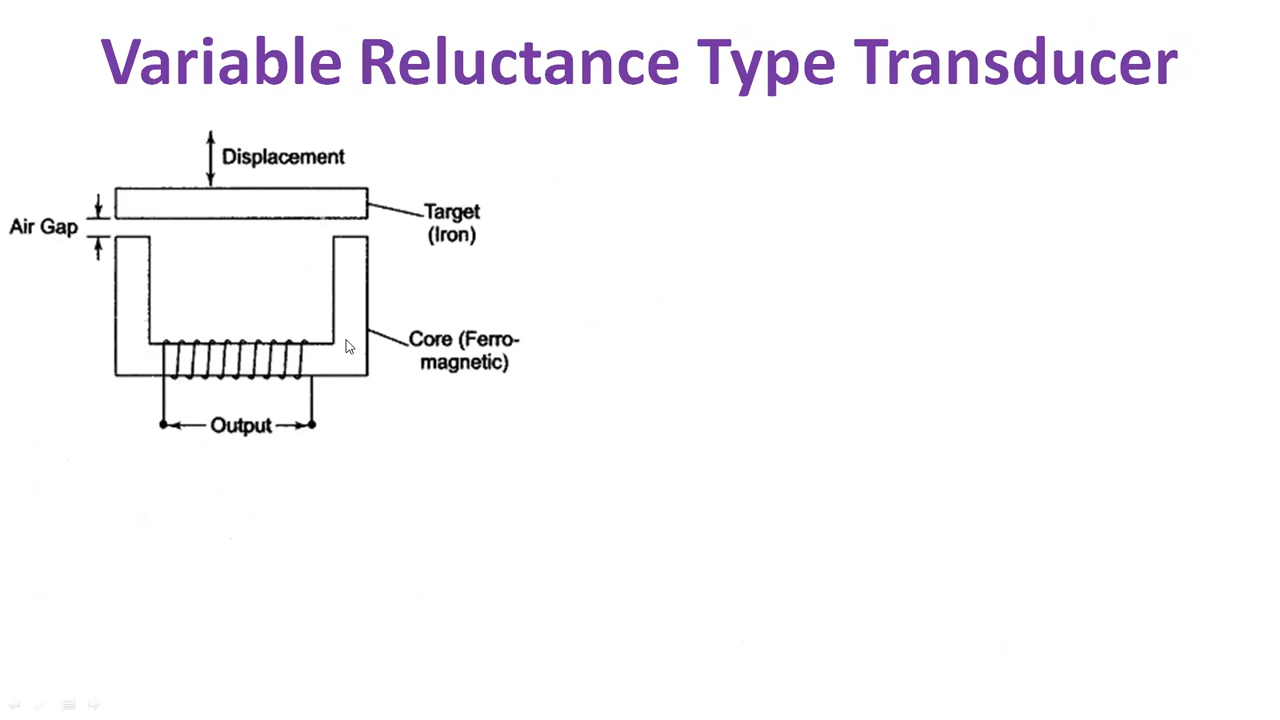 Variable Reluctance Type Transducer
Displacement
Air Gap
Target
(Iron)
Core (Ferro-
magnetic)
Output